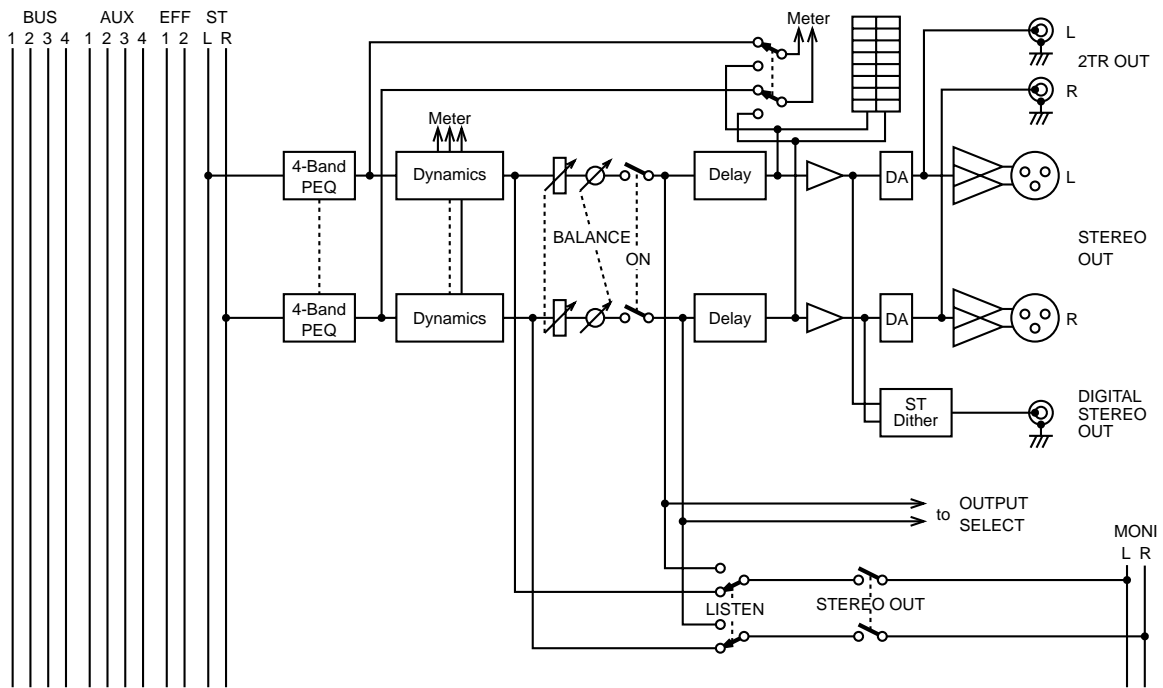 BUS AUX EFF ST
1 2 3 4 1 2 3 4 1 2 L R
Meter
L
2TR OUT
R
Meter
4-Band
PEQ
Dynamics
Delay
DA
L
BALANCE
ON
STEREO
OUT
4-Band
PEQ
Dynamics
Delay
DA
R
ST
Dither
DIGITAL
STEREO
OUT
to OUTPUT
SELECT
MONI
L R
LISTEN
STEREO OUT